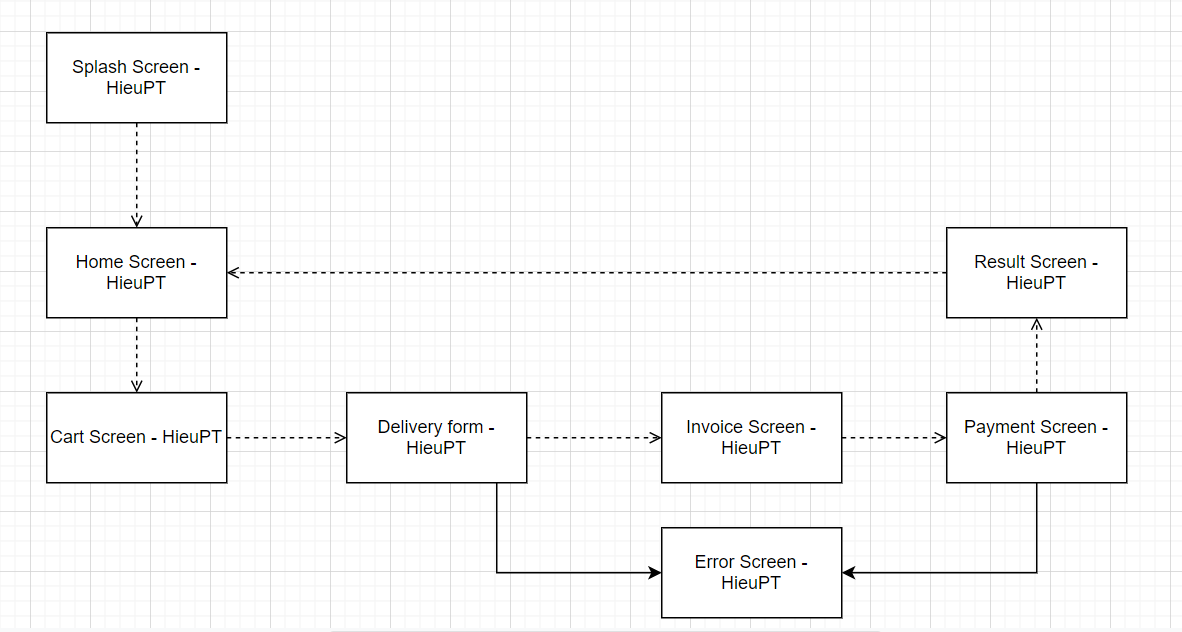 Splash Screen -
HieuPT
Home Screen -
HieuPT
Result Screen -
HieuPT
Cart Screen - HieuPT
Delivery form -
HieuPT
Invoice Screen -
HieuPT
Payment Screen -
HieuPT
Error Screen -
HieuPT